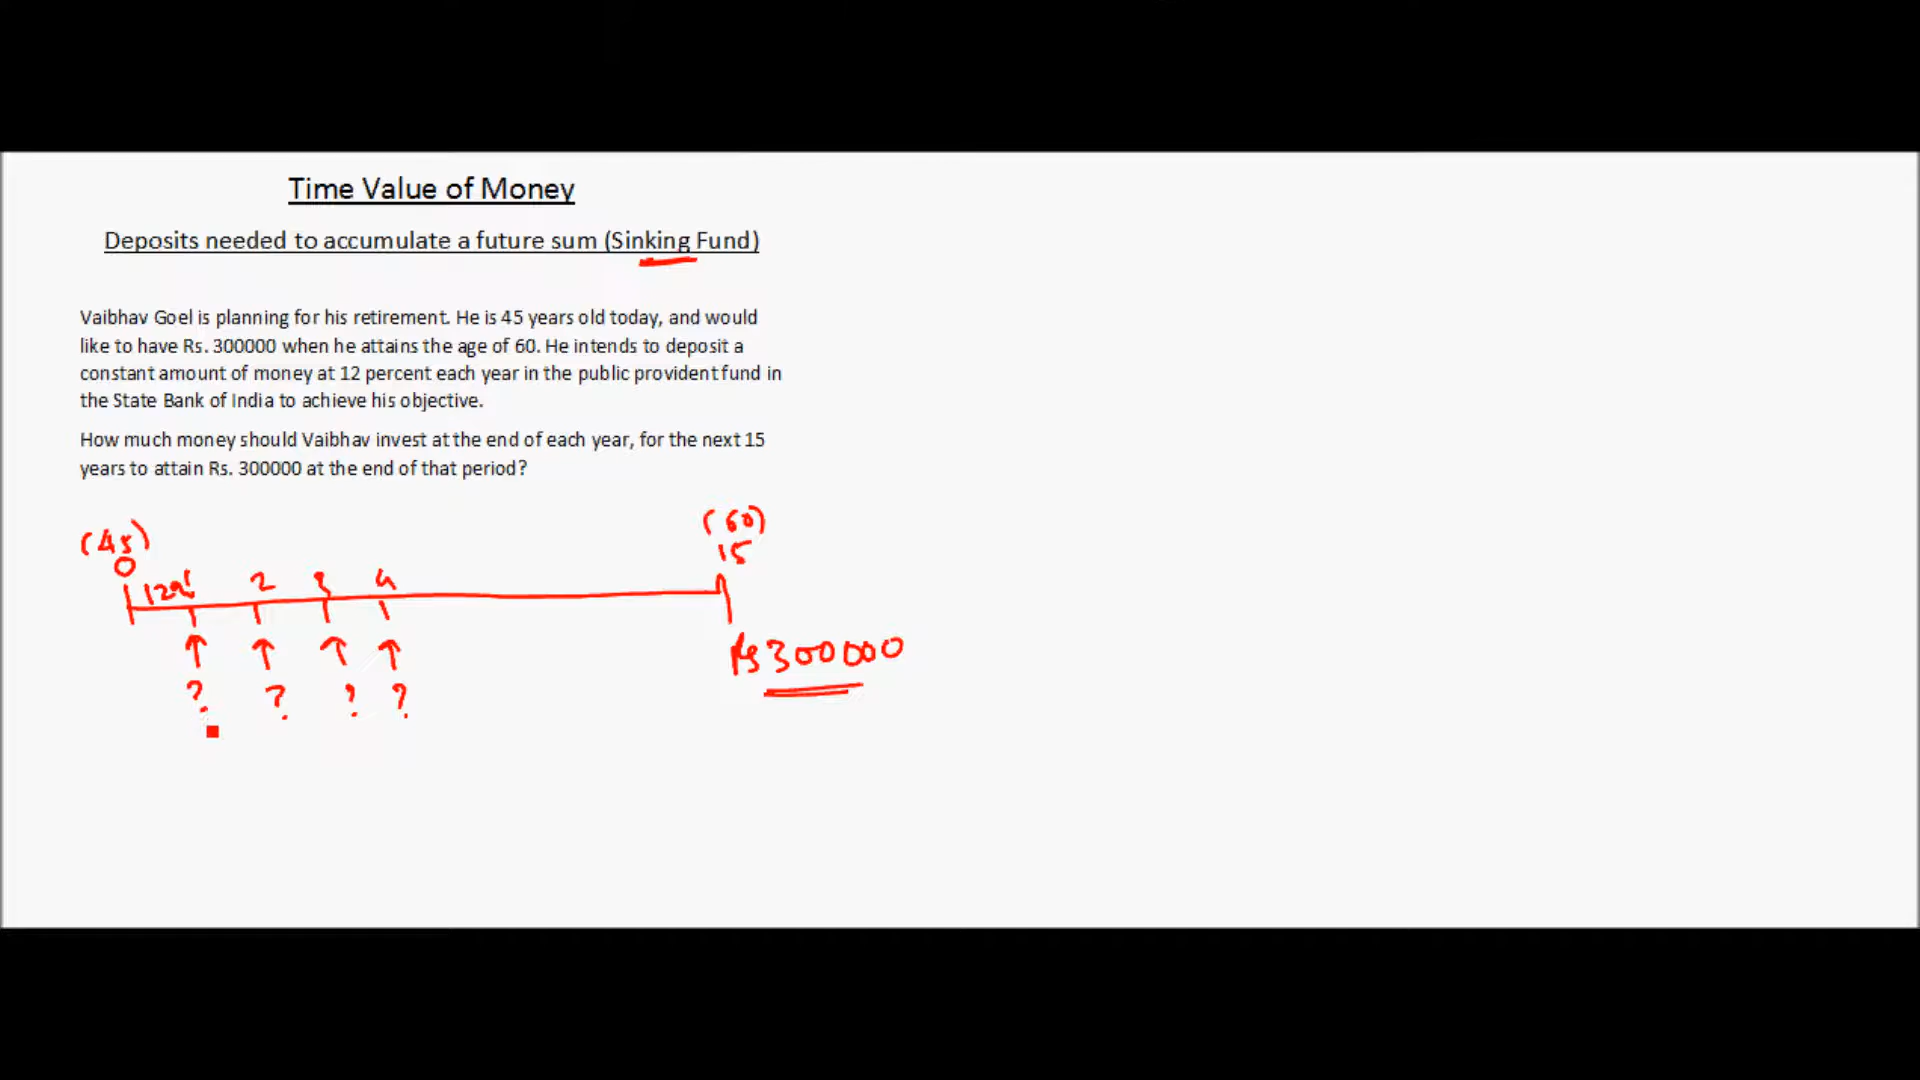 Time Value of Money
Deposits needed to accumulate a future sum (Sinking Fund)
Vaibhav Goel is planning for his retirement. He is 45 years old today, and would
like to have Rs. 300000 when he attains the age of 60. He intends to deposit a
constant amount of money at 12 percent each year in the public provident fund in
the State Bank of India to achieve his objective.
How much money should Vaibhav invest at the end of each year, for the next 15
years to attain Rs. 300000 at the end of that period?
(45) (60)
0 15
2 3 4
Rs 300000
? ? ? ?